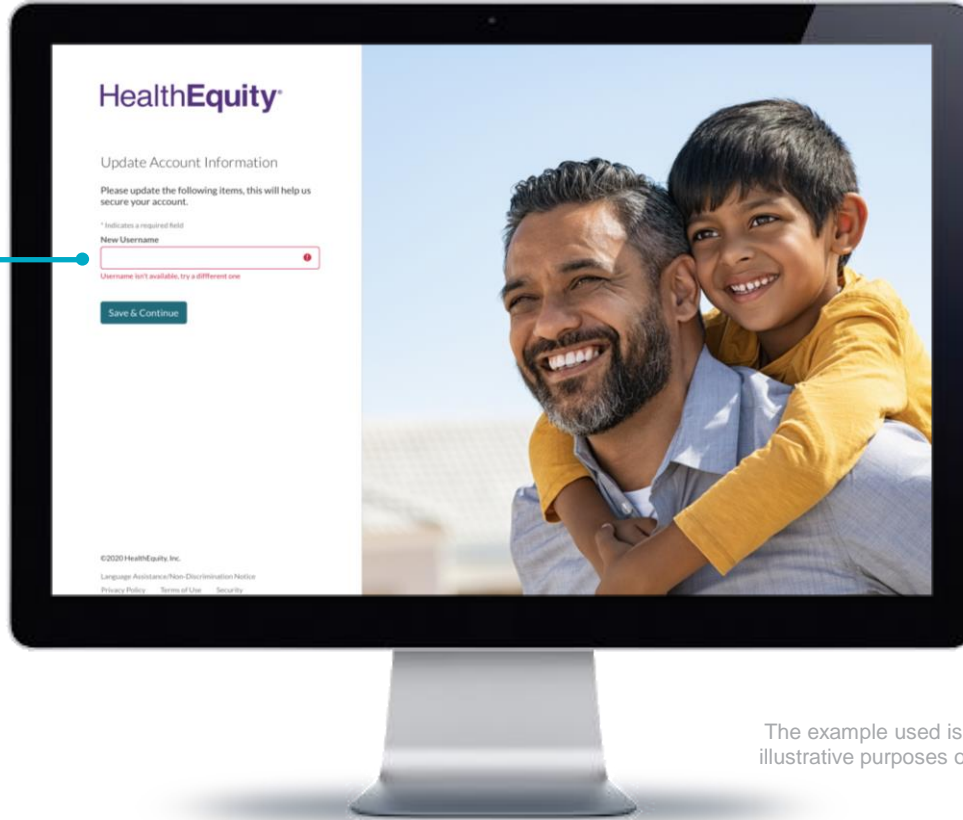 HealthEquity®
Update Account Information
Please update the following items, this will help us
secure your account.
* Indicates a required field
New Username
Username isn't available, try a diffferent one
Save & Continue
©2020 HealthEquity, Inc.
Language Assistance/Non-Discrimination Notice
Privacy Policy Terms of Use Security
The example used is
illustrative purposes